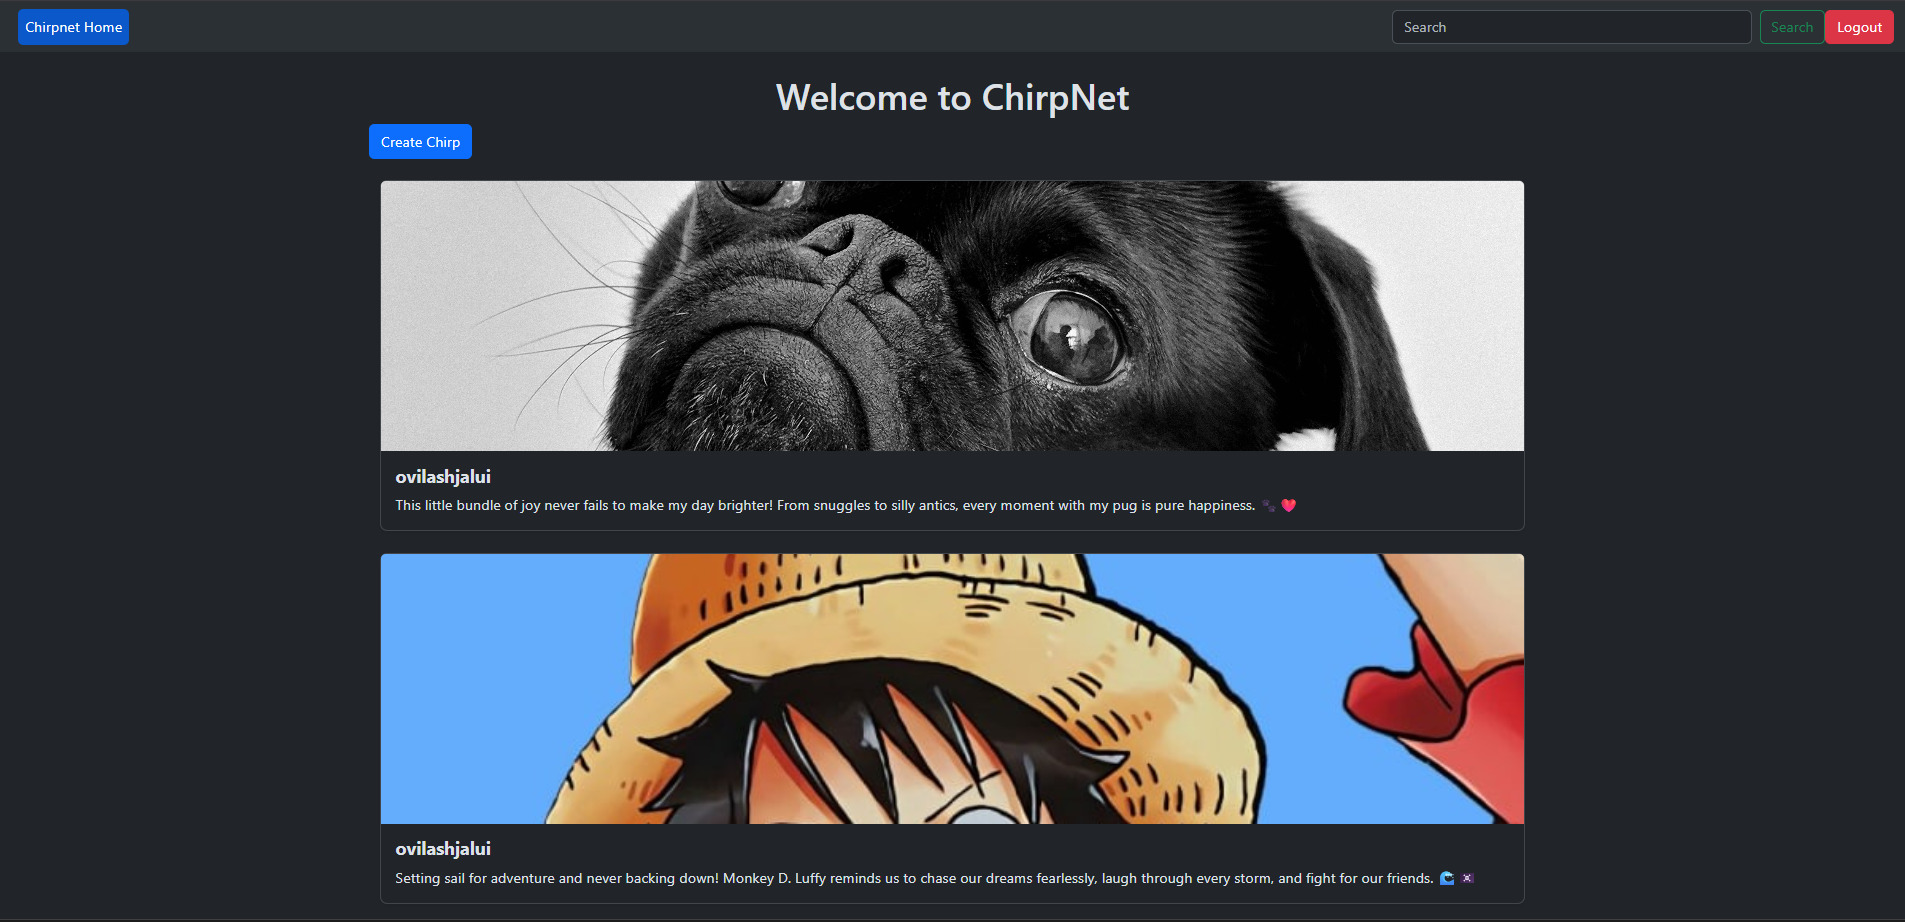 Chirpnet Home
Search
Search
Logout
Welcome to ChirpNet
Create Chirp
ovilashjalui
This little bundle of joy never fails to make my day brighter! From snuggles to silly antics, every moment with my pug is pure happiness. 🐾 ❤️
ovilashjalui
Setting sail for adventure and never backing down! Monkey D. Luffy reminds us to chase our dreams fearlessly, laugh through every storm, and fight for our friends. 🌊 🏴‍☠️